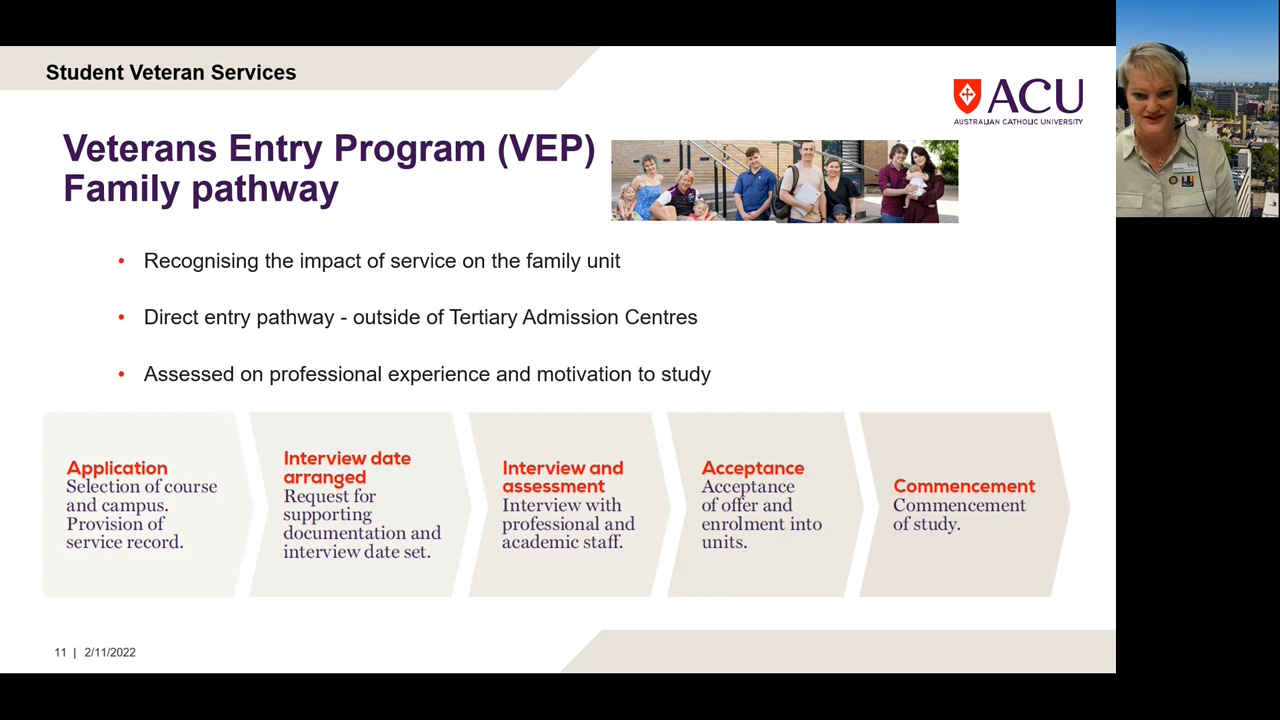 Student Veteran Services
ACU
AUSTRALIAN CATHOLIC UNIVERSITY
Veterans Entry Program (VEP)
Family pathway
• Recognising the impact of service on the family unit
• Direct entry pathway - outside of Tertiary Admission Centres
• Assessed on professional experience and motivation to study
Application
Selection of course
and campus.
Provision of
service record.
Interview date
arranged
Request for
supporting
documentation and
interview date set.
Interview and
assessment
Interview with
professional and
academic staff.
Acceptance
Acceptance
of offer and
enrolment into
units.
Commencement
Commencement
of study.
11 | 2/11/2022